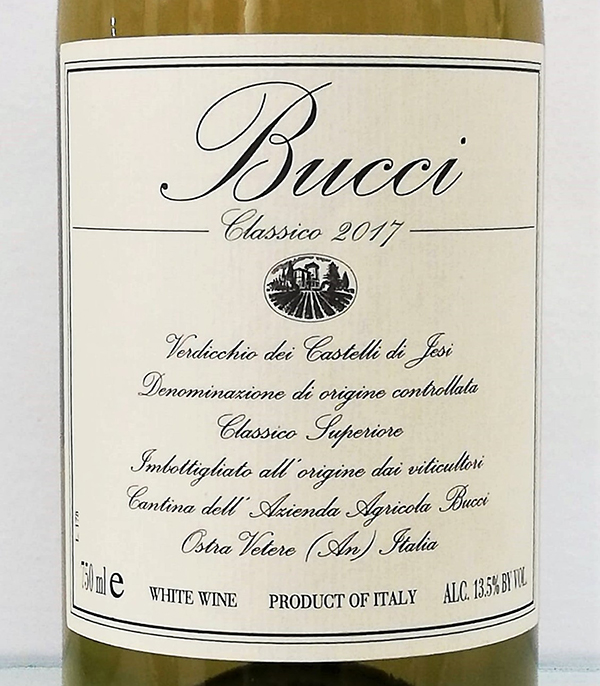 Bucci
Classico 2017
Verdicchio dei Castelli di Jesi
Denominazione di origine controllata
Classico Superiore
Imbottigliato all' origine dai viticultori
Cantina dell' Azienda Agricola Bucci
Ostra Vetere (An) Italia
L. 178
750 ml e WHITE WINE PRODUCT OF ITALY ALC. 13.5% BY VOL.